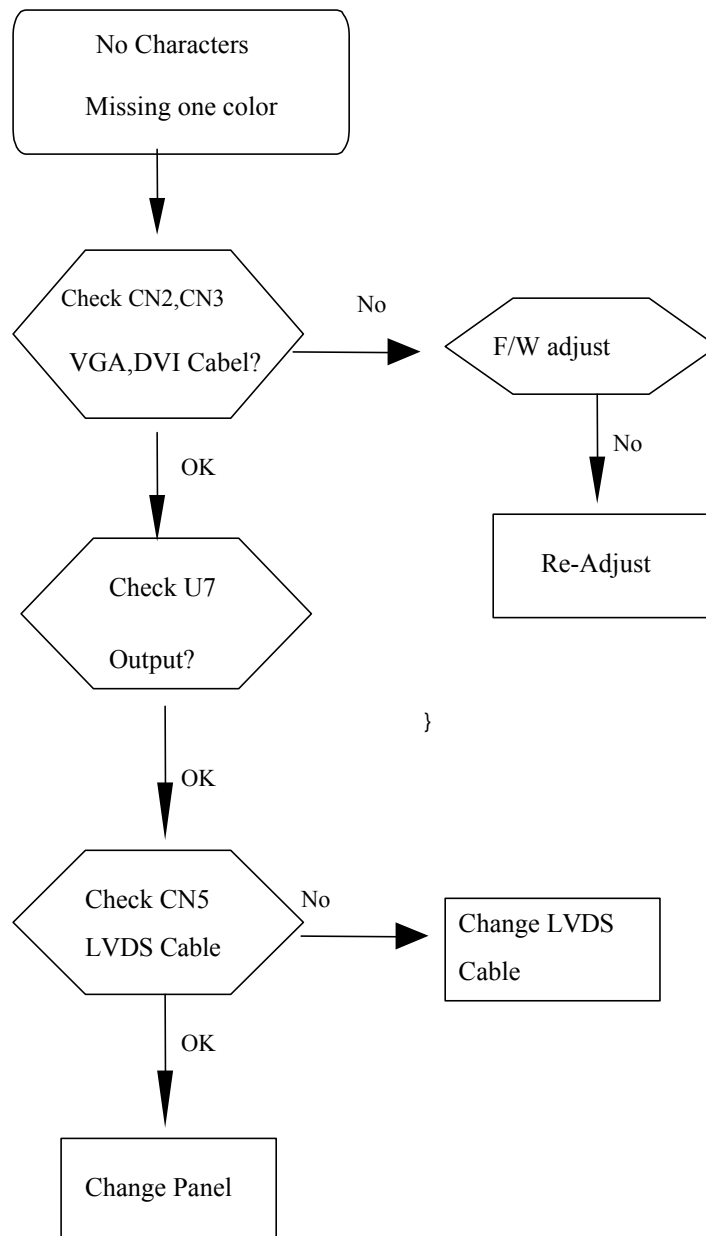 No Characters
Missing one color
Check CN2,CN3
VGA,DVI Cabel?
No
F/W adjust
No
Re-Adjust
OK
Check U7
Output?
}
OK
Check CN5
LVDS Cable
No
Change LVDS
Cable
OK
Change Panel